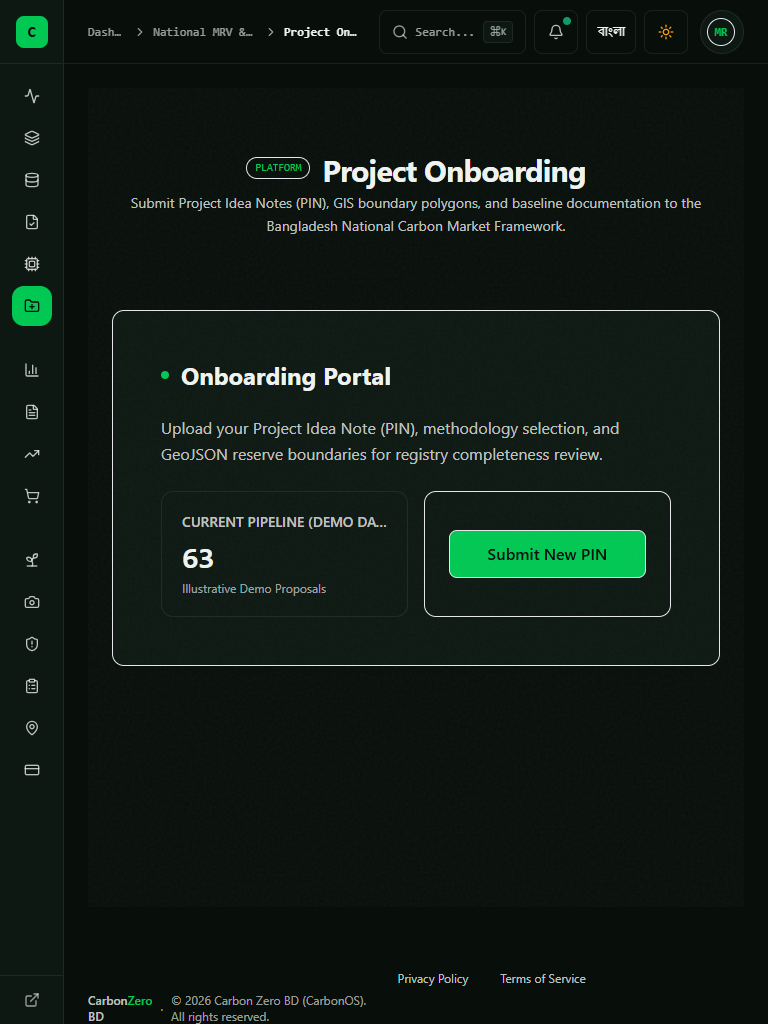 C
Dash…
National MRV &…
Project On…
Search...
⌘K
বাংলা
MR
PLATFORM
Project Onboarding
Submit Project Idea Notes (PIN), GIS boundary polygons, and baseline documentation to the
Bangladesh National Carbon Market Framework.
Onboarding Portal
Upload your Project Idea Note (PIN), methodology selection, and
GeoJSON reserve boundaries for registry completeness review.
CURRENT PIPELINE (DEMO DA…
63
Illustrative Demo Proposals
Submit New PIN
Privacy Policy
Terms of Service
CarbonZero
BD
·
© 2026 Carbon Zero BD (CarbonOS).
All rights reserved.